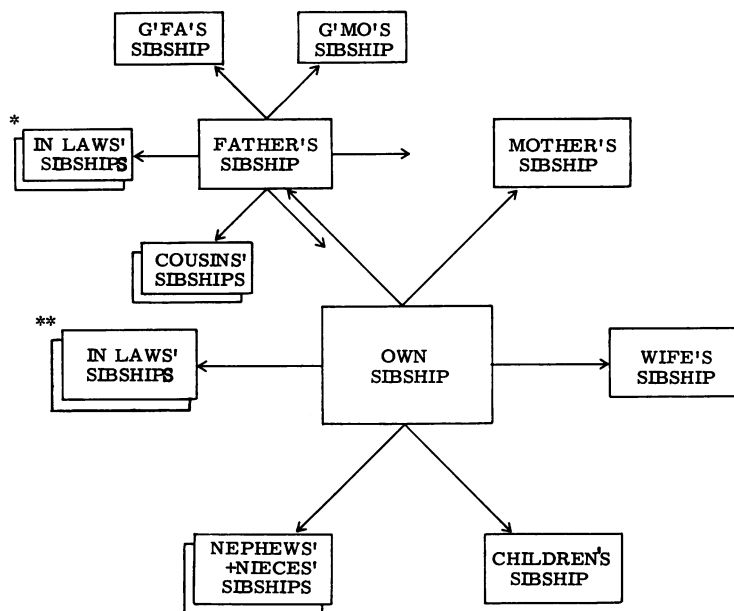 G'FA'S
SIBSHIP
G'MO'S
SIBSHIP
*
IN LAWS'
SIBSHIPS
FATHER'S
SIBSHIP
MOTHER'S
SIBSHIP
COUSINS'
SIBSHIPS
**
IN LAWS'
SIBSHIPS
OWN
SIBSHIP
WIFE'S
SIBSHIP
NEPHEWS'
+NIECES'
SIBSHIPS
CHILDREN'S
SIBSHIP